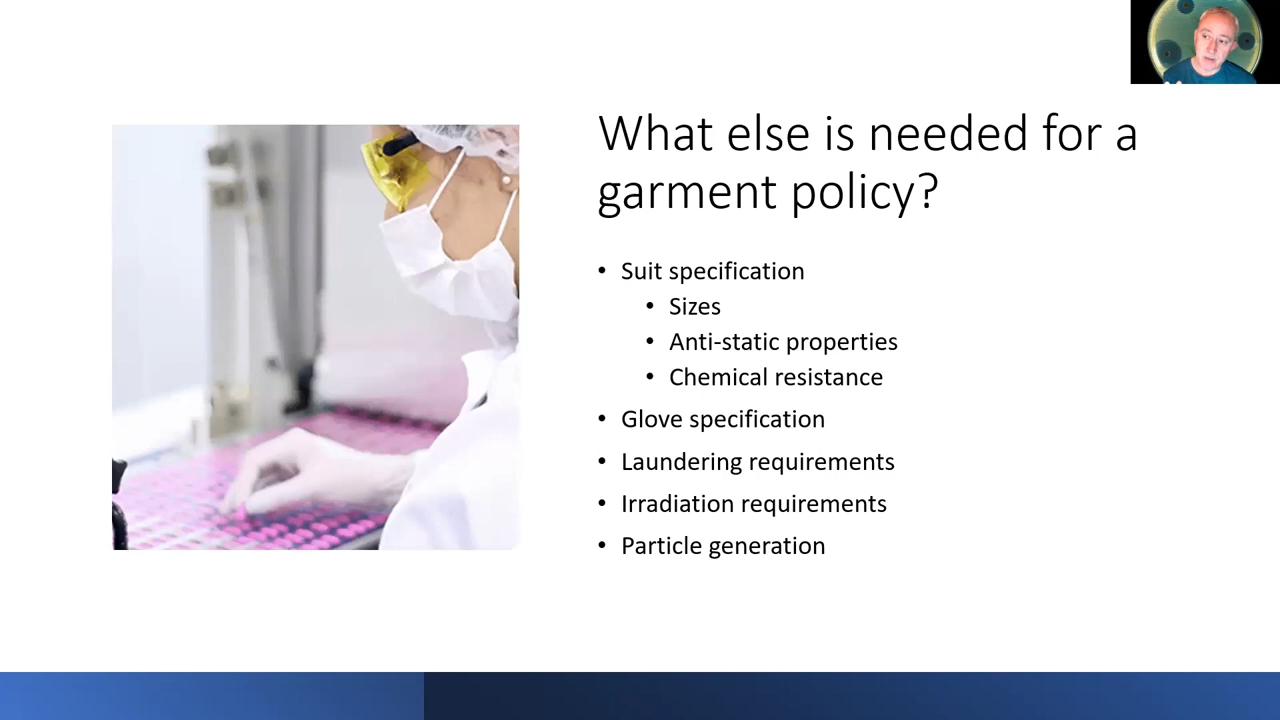 What else is needed for a
garment policy?
• Suit specification
• Sizes
• Anti-static properties
• Chemical resistance
• Glove specification
• Laundering requirements
• Irradiation requirements
• Particle generation